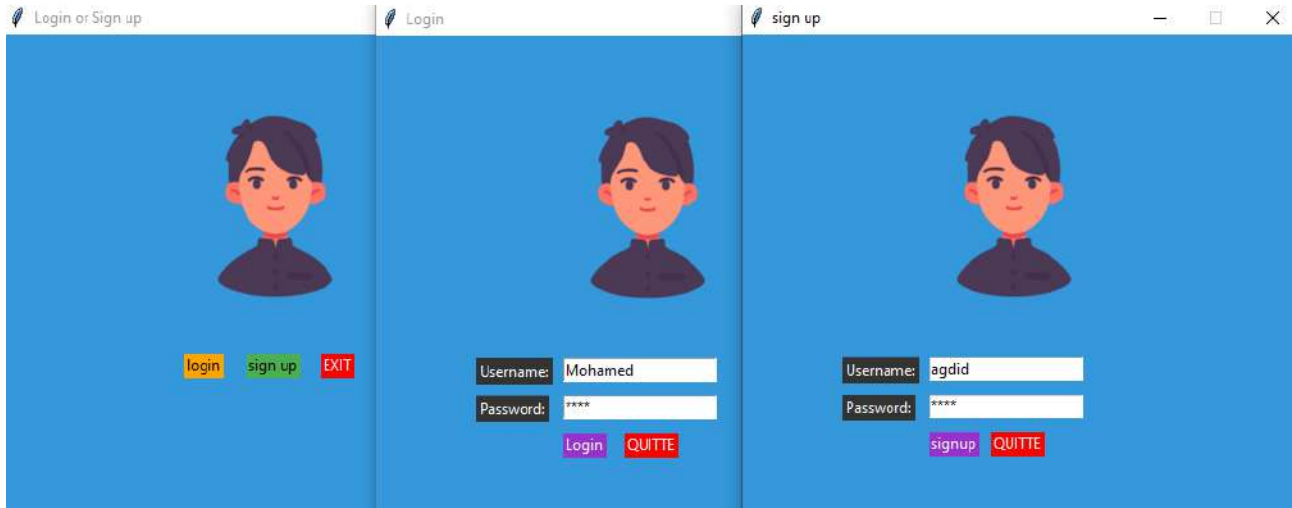 Login or Sign up
login sign up EXIT
Login
Username: Mohamed
Password: ****
Login QUITTE
sign up
Username: agdid
Password: ****
signup QUITTE